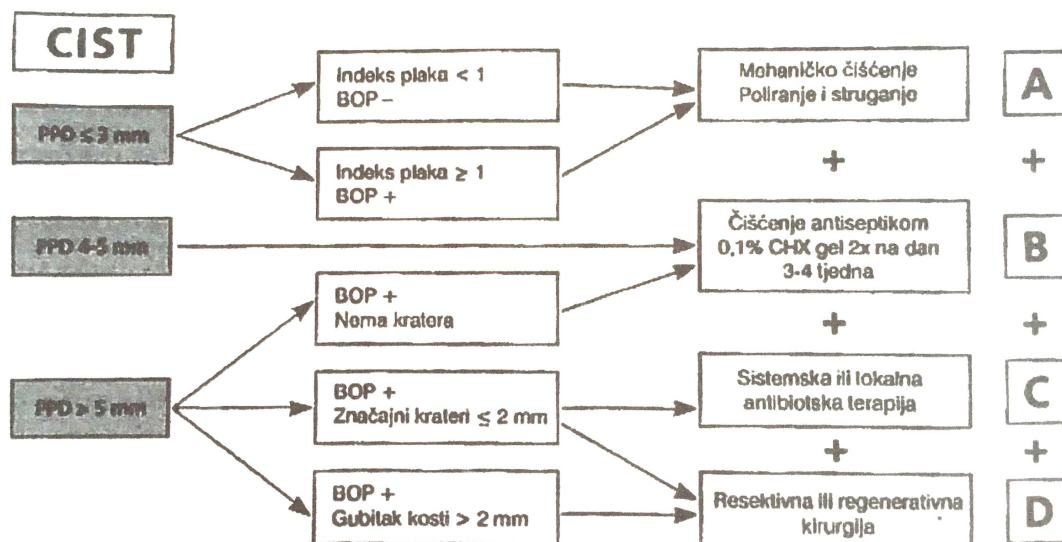 CIST
PPD ≤ 3 mm
Indeks plaka < 1
BOP –
Indeks plaka ≥ 1
BOP +
Mehaničko čišćenje
Poliranje i struganje
A
+
+
PPD 4-5 mm
Čišćenje antiseptikom
0,1% CHX gel 2x na dan
3-4 tjedna
B
+
+
PPD > 5 mm
BOP +
Nema kratera
BOP +
Značajni krateri ≤ 2 mm
BOP +
Gubitak kosti > 2 mm
Sistemska ili lokalna
antibiotska terapija
C
+
+
Resektivna ili regenerativna
kirurgija
D